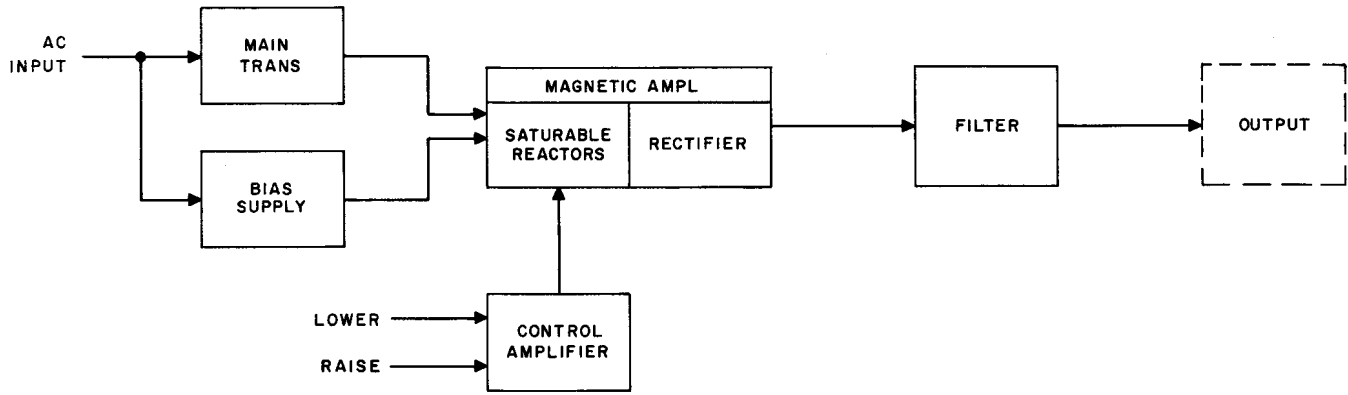 AC
INPUT
MAIN
TRANS
BIAS
SUPPLY
MAGNETIC AMPL
SATURABLE
REACTORS
RECTIFIER
FILTER
OUTPUT
LOWER
RAISE
CONTROL
AMPLIFIER